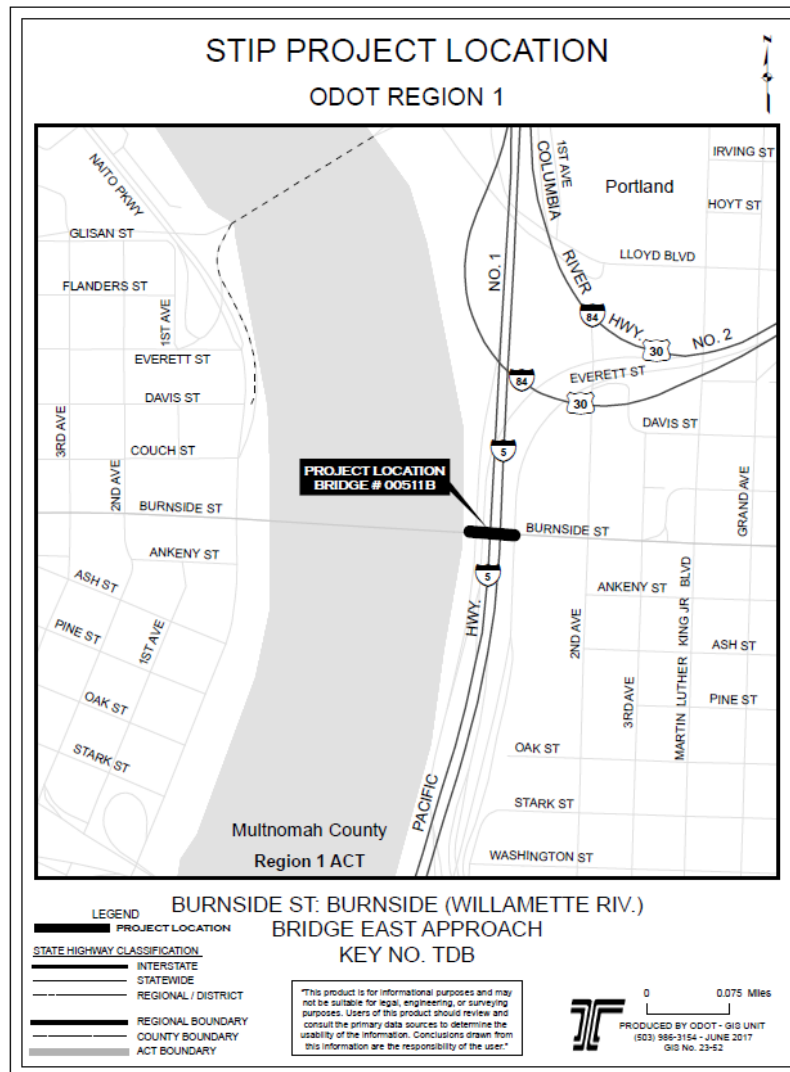 STIP PROJECT LOCATION
ODOT REGION 1
N
NAITO PKWY
GLISAN ST
FLANDERS ST
1ST AVE
EVERETT ST
DAVIS ST
3RD AVE
COUCH ST
2ND AVE
BURNSIDE ST
ANKENY ST
ASH ST
PINE ST
1ST AVE
OAK ST
STARK ST
1ST AVE
COLUMBIA
RIVER
HWY.
NO. 2
NO. 1
Portland
IRVING ST
HOYT ST
LLOYD BLVD
84
30
EVERETT ST
84
30
DAVIS ST
5
GRAND AVE
PROJECT LOCATION
BRIDGE # 00511B
BURNSIDE ST
5
HWY.
PACIFIC
ANKENY ST
2ND AVE
3RD AVE
MARTIN LUTHER KING JR BLVD
ASH ST
PINE ST
OAK ST
STARK ST
WASHINGTON ST
Multnomah County
Region 1 ACT
BURNSIDE ST: BURNSIDE (WILLAMETTE RIV.)
BRIDGE EAST APPROACH
KEY NO. TDB
LEGEND
PROJECT LOCATION
STATE HIGHWAY CLASSIFICATION
INTERSTATE
STATEWIDE
REGIONAL / DISTRICT
REGIONAL BOUNDARY
COUNTY BOUNDARY
ACT BOUNDARY
"This product is for informational purposes and may
not be suitable for legal, engineering, or surveying
purposes. Users of this product should review and
consult the primary data sources to determine the
usability of the information. Conclusions drawn from
this information are the responsibility of the user."
0 0.075 Miles
PRODUCED BY ODOT - GIS UNIT
(503) 986-3154 - JUNE 2017
GIS No. 23-52